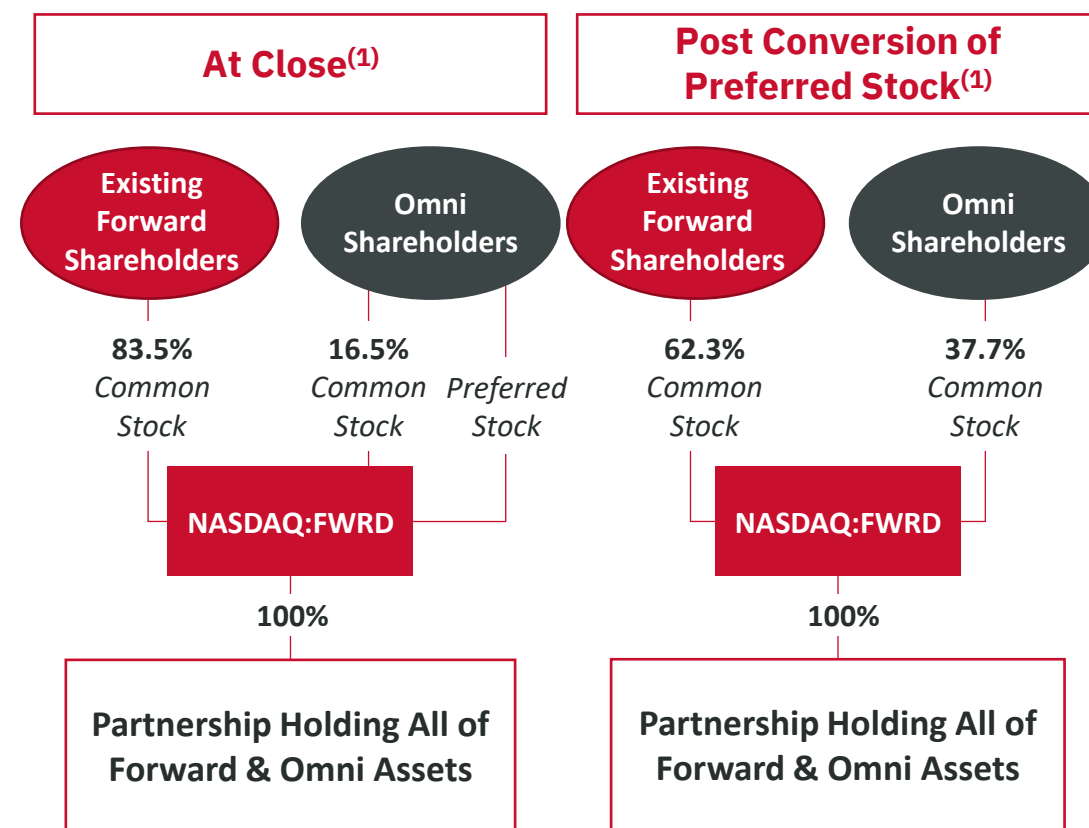 At Close(1)
Existing
Forward
Shareholders
Omni
Shareholders
83.5%
Common
Stock
16.5%
Common
Stock
Preferred
Stock
NASDAQ:FWRD
100%
Partnership Holding All of
Forward & Omni Assets
Post Conversion of
Preferred Stock(1)
Existing
Forward
Shareholders
Omni
Shareholders
62.3%
Common
Stock
37.7%
Common
Stock
NASDAQ:FWRD
100%
Partnership Holding All of
Forward & Omni Assets